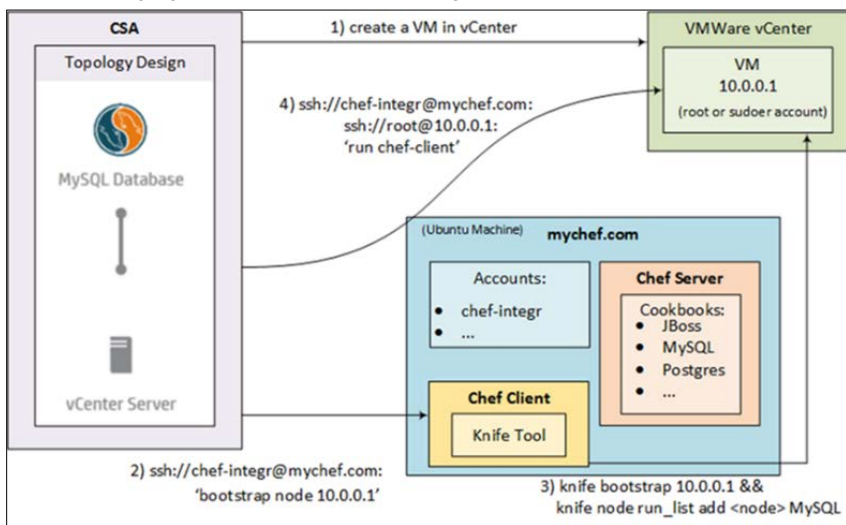 CSA
Topology Design
MySQL Database
vCenter Server
1) create a VM in vCenter
VMWare vCenter
VM
10.0.0.1
(root or sudoer account)
4) ssh://chef-integr@mychef.com:
ssh://root@10.0.0.1:
'run chef-client'
(Ubuntu Machine) mychef.com
Accounts:
• chef-integr
• ...
Chef Server
Cookbooks:
• JBoss
• MySQL
• Postgres
• ...
Chef Client
Knife Tool
2) ssh://chef-integr@mychef.com:
'bootstrap node 10.0.0.1'
3) knife bootstrap 10.0.0.1 &&
knife node run_list add <node> MySQL